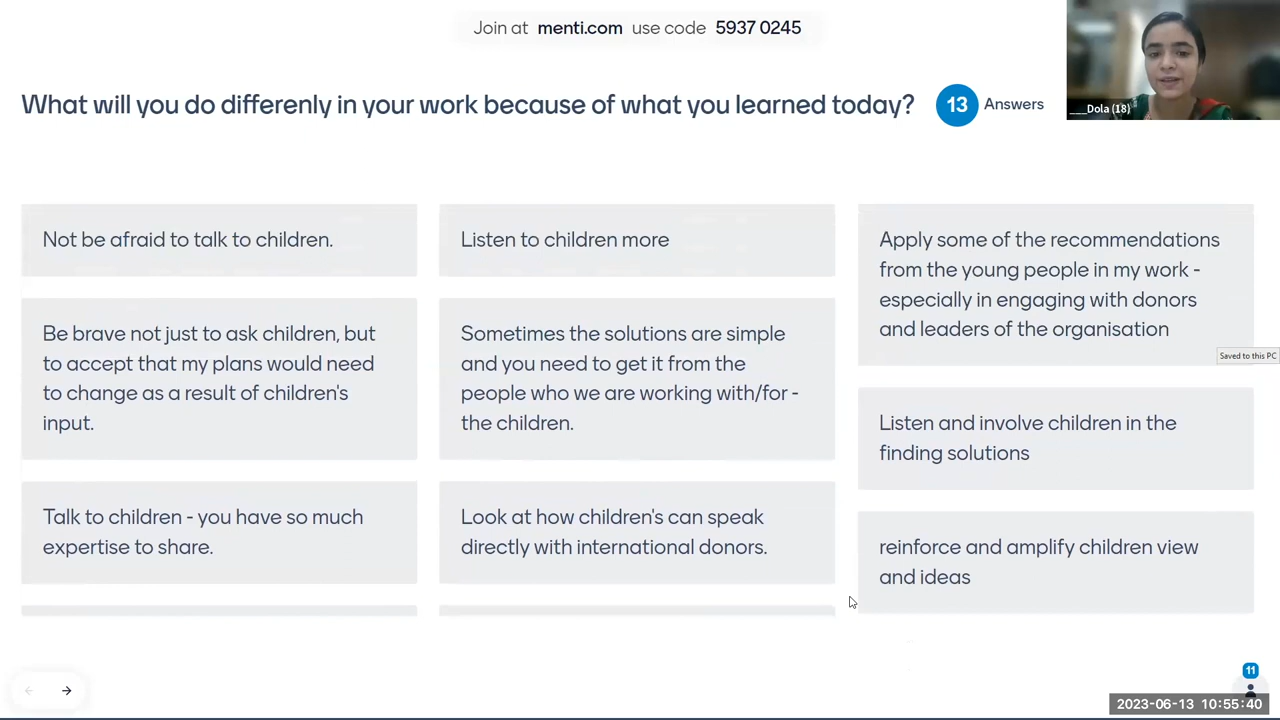 Join at menti.com use code 5937 0245
What will you do differenly in your work because of what you learned today?
13 Answers
___Dola (18)
Not be afraid to talk to children.
Be brave not just to ask children, but
to accept that my plans would need
to change as a result of children's
input.
Talk to children - you have so much
expertise to share.
Listen to children more
Sometimes the solutions are simple
and you need to get it from the
people who we are working with/for -
the children.
Look at how children's can speak
directly with international donors.
Apply some of the recommendations
from the young people in my work -
especially in engaging with donors
and leaders of the organisation
Saved to this PC
Listen and involve children in the
finding solutions
reinforce and amplify children view
and ideas
11
2023-06-13 10:55:40